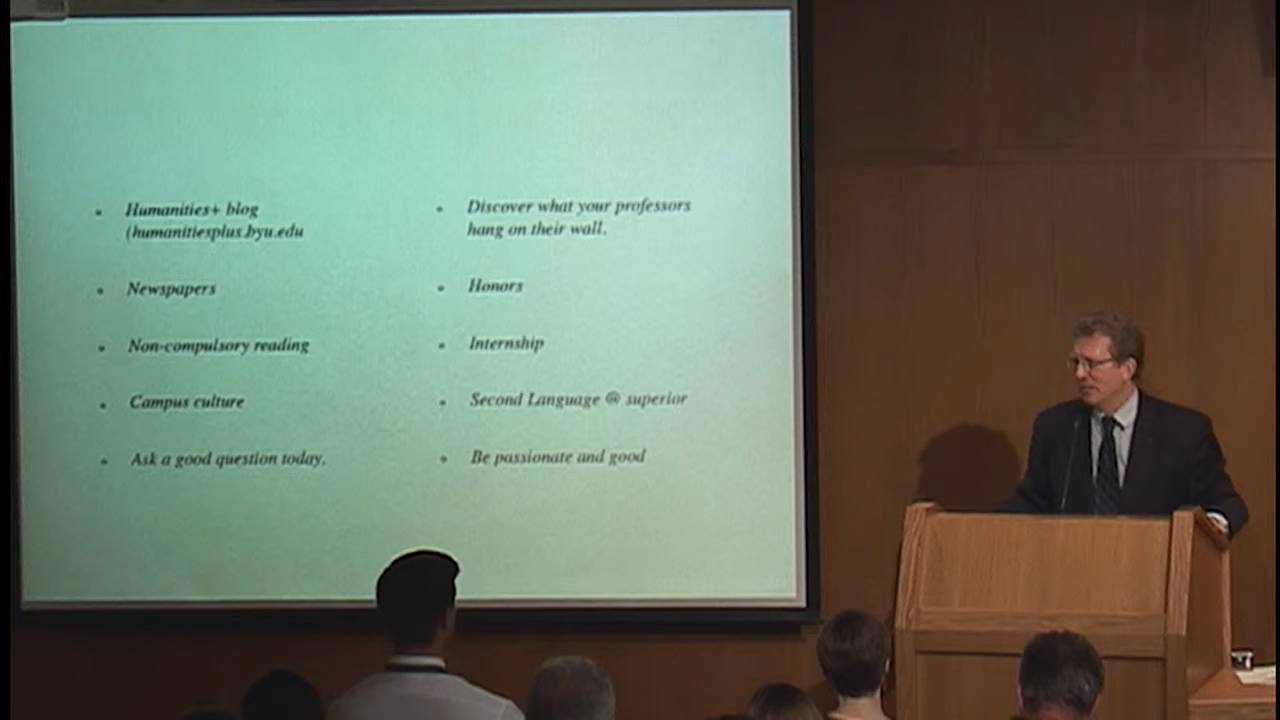 Humanities+ blog
(humanitiesplus.byu.edu
Newspapers
Non-compulsory reading
Campus culture
Ask a good question today.
Discover what your professors
hang on their wall.
Honors
Internship
Second Language @ superior
Be passionate and good